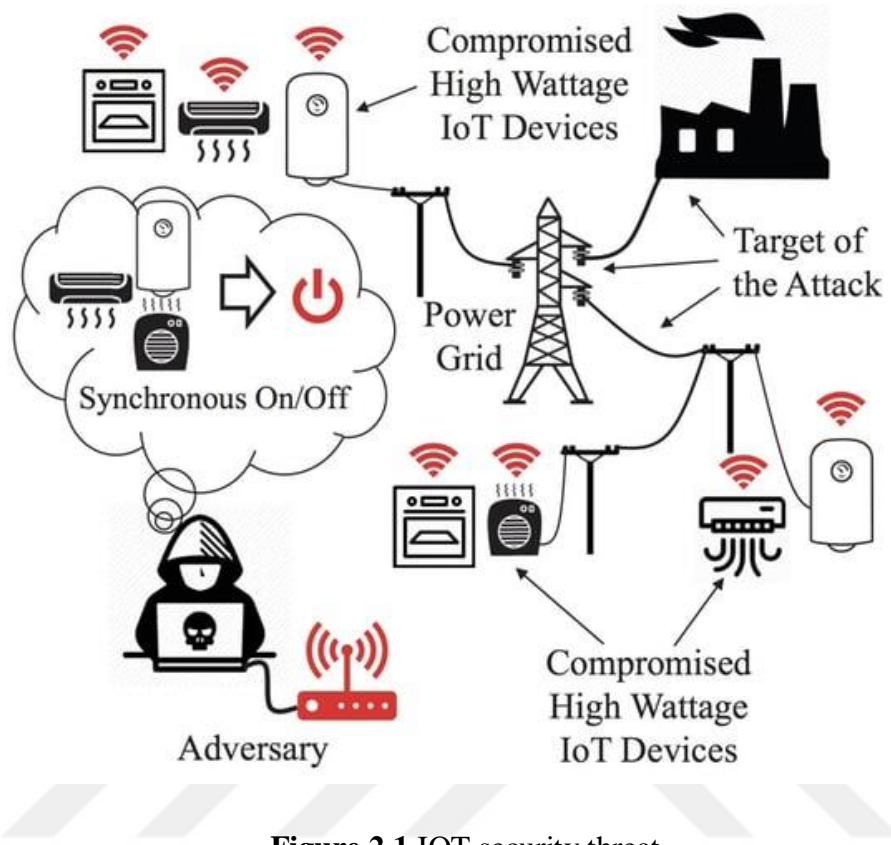 Compromised
High Wattage
IoT Devices
Target of
the Attack
Power
Grid
Synchronous On/Off
Adversary
Compromised
High Wattage
IoT Devices
Figure 2.1 IOT security threat